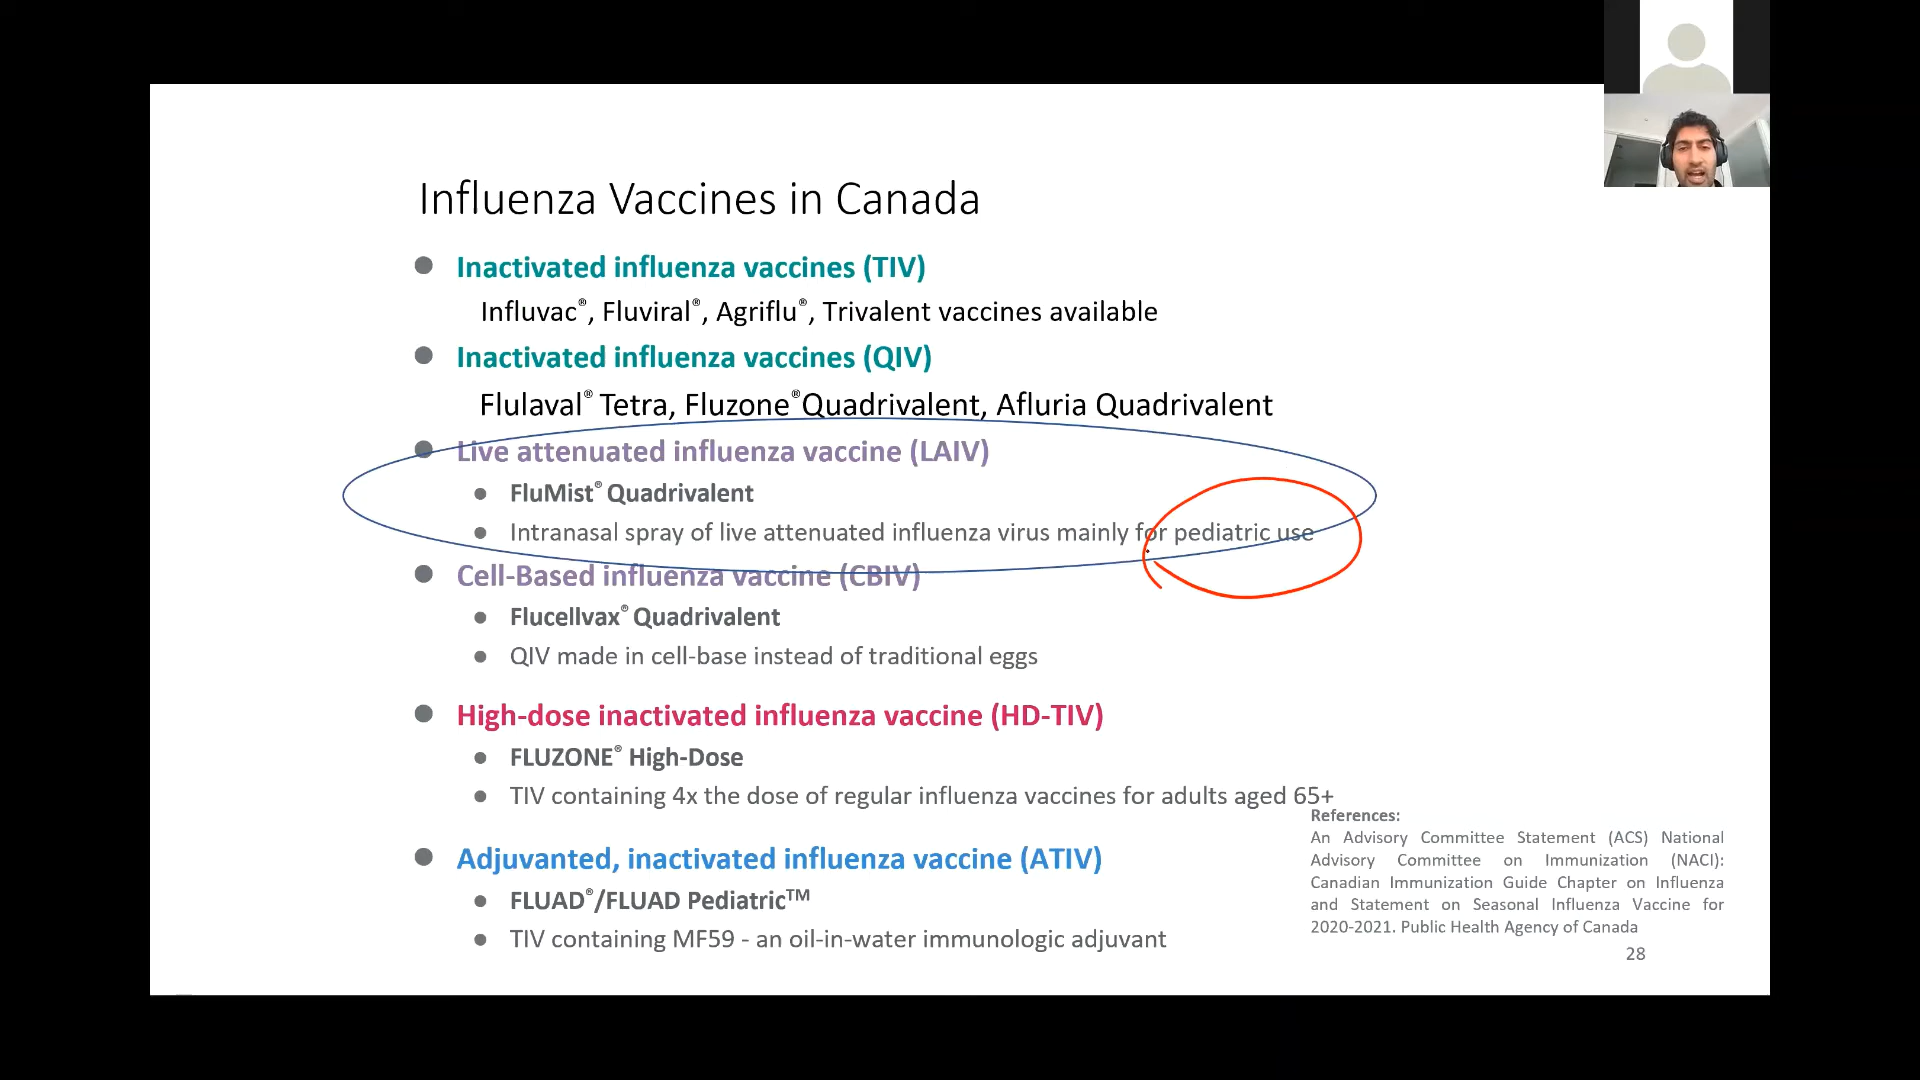 Influenza Vaccines in Canada
● Inactivated influenza vaccines (TIV)
Influvac®, Fluviral®, Agriflu®, Trivalent vaccines available
● Inactivated influenza vaccines (QIV)
Flulaval® Tetra, Fluzone®Quadrivalent, Afluria Quadrivalent
● Live attenuated influenza vaccine (LAIV)
● FluMist® Quadrivalent
● Intranasal spray of live attenuated influenza virus mainly for pediatric use
● Cell-Based influenza vaccine (CBIV)
● Flucellvax® Quadrivalent
● QIV made in cell-base instead of traditional eggs
● High-dose inactivated influenza vaccine (HD-TIV)
● FLUZONE® High-Dose
● TIV containing 4x the dose of regular influenza vaccines for adults aged 65+
● Adjuvanted, inactivated influenza vaccine (ATIV)
● FLUAD®/FLUAD Pediatric™
● TIV containing MF59 - an oil-in-water immunologic adjuvant
References:
An Advisory Committee Statement (ACS) National
Advisory Committee on Immunization (NACI):
Canadian Immunization Guide Chapter on Influenza
and Statement on Seasonal Influenza Vaccine for
2020-2021. Public Health Agency of Canada
28